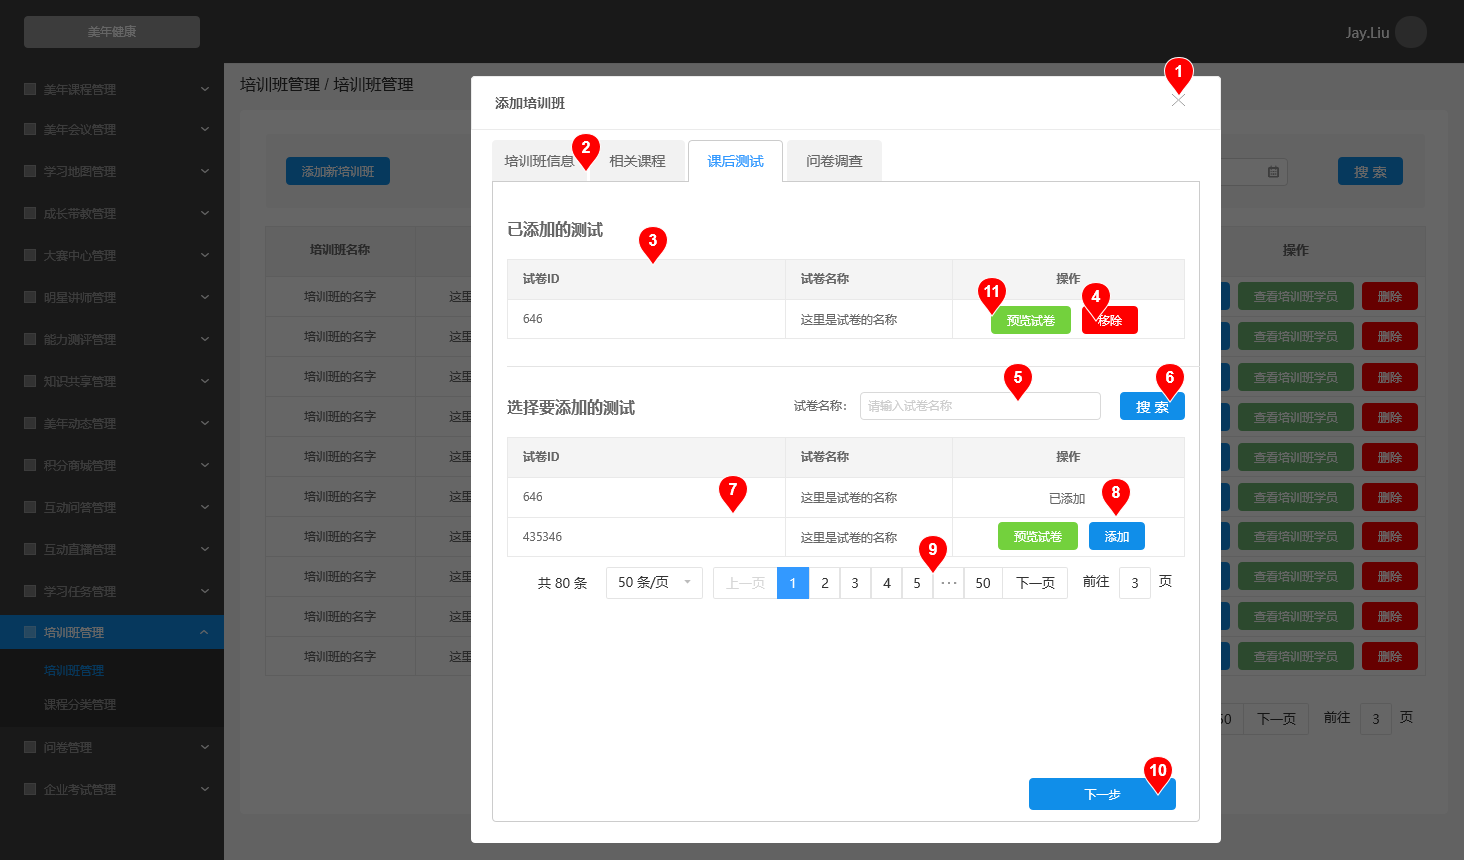 美年健康
Jay.Liu
美年课程管理
美年会议管理
学习地图管理
成长带教管理
大赛中心管理
明星讲师管理
能力测评管理
知识共享管理
美年动态管理
积分商城管理
互动问答管理
互动直播管理
学习任务管理
培训班管理
培训班管理
课程分类管理
问卷管理
企业考试管理
培训班管理 / 培训班管理
添加新培训班
搜 索
培训班名称
操作
培训班的名字 这里 查看培训班学员 删除
培训班的名字 这里 查看培训班学员 删除
培训班的名字 这里 查看培训班学员 删除
培训班的名字 这里 查看培训班学员 删除
培训班的名字 这里 查看培训班学员 删除
培训班的名字 这里 查看培训班学员 删除
培训班的名字 这里 查看培训班学员 删除
培训班的名字 这里 查看培训班学员 删除
培训班的名字 这里 查看培训班学员 删除
培训班的名字 这里 查看培训班学员 删除
50 下一页 前往 3 页
添加培训班
1
培训班信息 2 相关课程 课后测试 问卷调查
已添加的测试
3
试卷ID 试卷名称 操作
11 4
646 这里是试卷的名称 预览试卷 移除
5 6
选择要添加的测试 试卷名称: 请输入试卷名称 搜 索
试卷ID 试卷名称 操作
7 8
646 这里是试卷的名称 已添加
435346 这里是试卷的名称 预览试卷 添加
9
共 80 条 50 条/页 上一页 1 2 3 4 5 ··· 50 下一页 前往 3 页
10
下一步